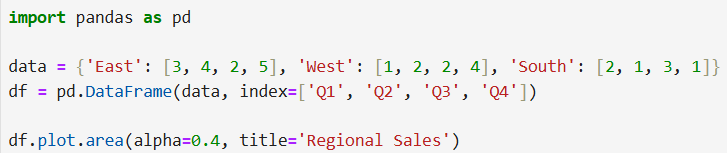 import pandas as pd
data = {'East': [3, 4, 2, 5], 'West': [1, 2, 2, 4], 'South': [2, 1, 3, 1]}
df = pd.DataFrame(data, index=['Q1', 'Q2', 'Q3', 'Q4'])
df.plot.area(alpha=0.4, title='Regional Sales')